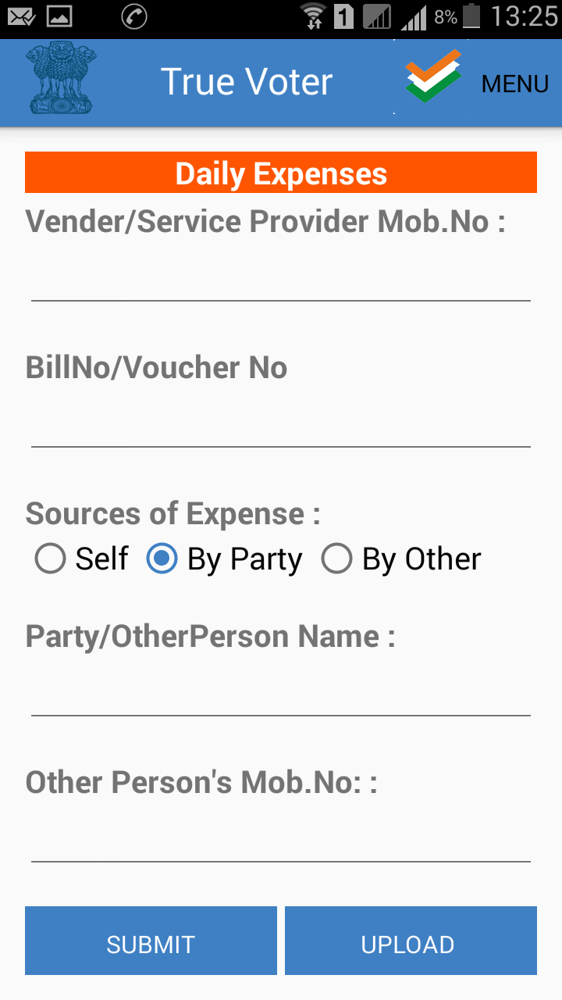 1 8% 13:25
True Voter MENU
Daily Expenses
Vender/Service Provider Mob.No :
BillNo/Voucher No
Sources of Expense :
Self By Party By Other
Party/OtherPerson Name :
Other Person's Mob.No: :
SUBMIT UPLOAD